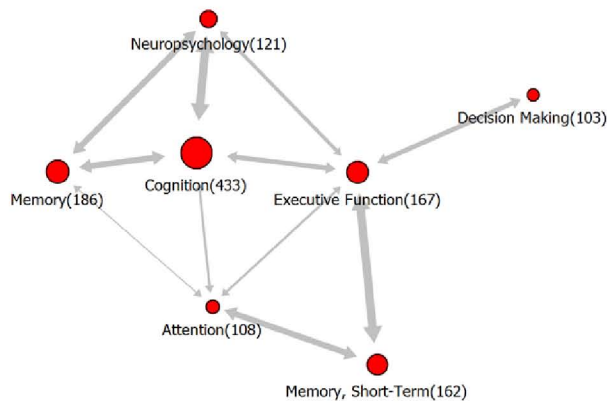 Neuropsychology(121)
Decision Making(103)
Memory(186)
Cognition(433)
Executive Function(167)
Attention(108)
Memory, Short-Term(162)